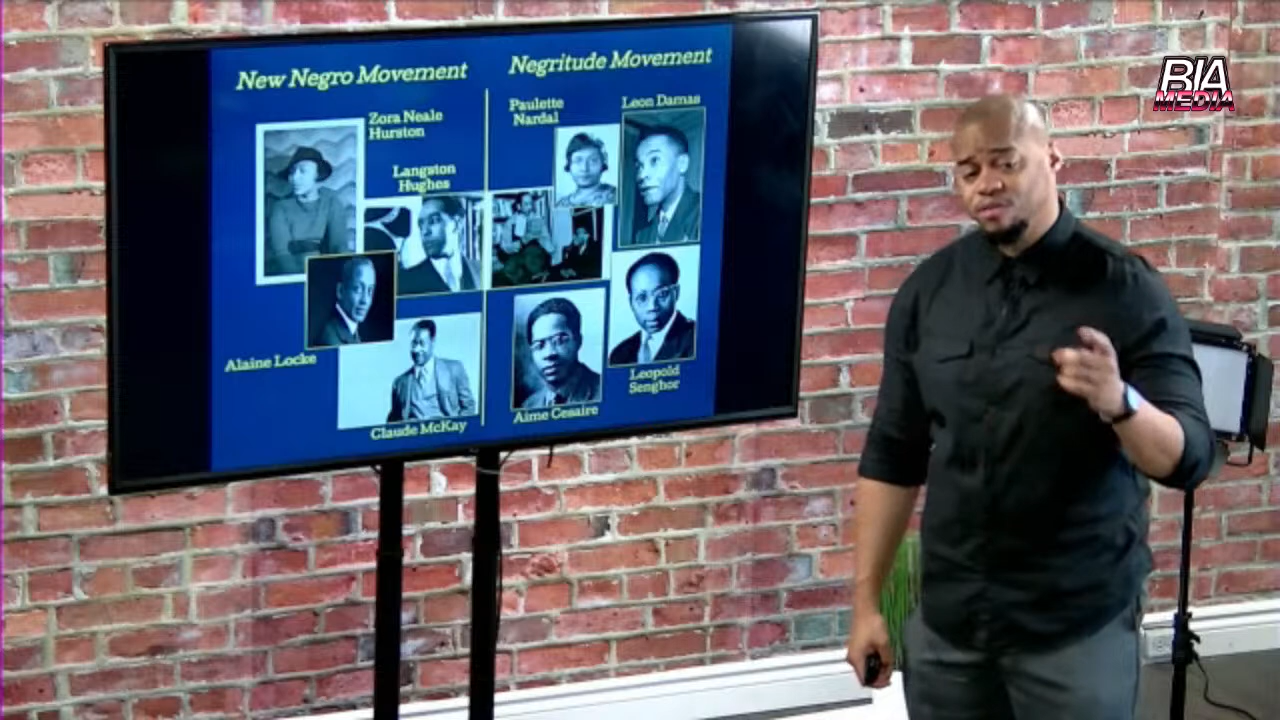 New Negro Movement
Zora Neale
Hurston
Langston
Hughes
Alaine Locke
Claude McKay
Negritude Movement
Paulette
Nardal
Leon Damas
Aime Cesaire
Leopold
Senghor
BIA
MEDIA